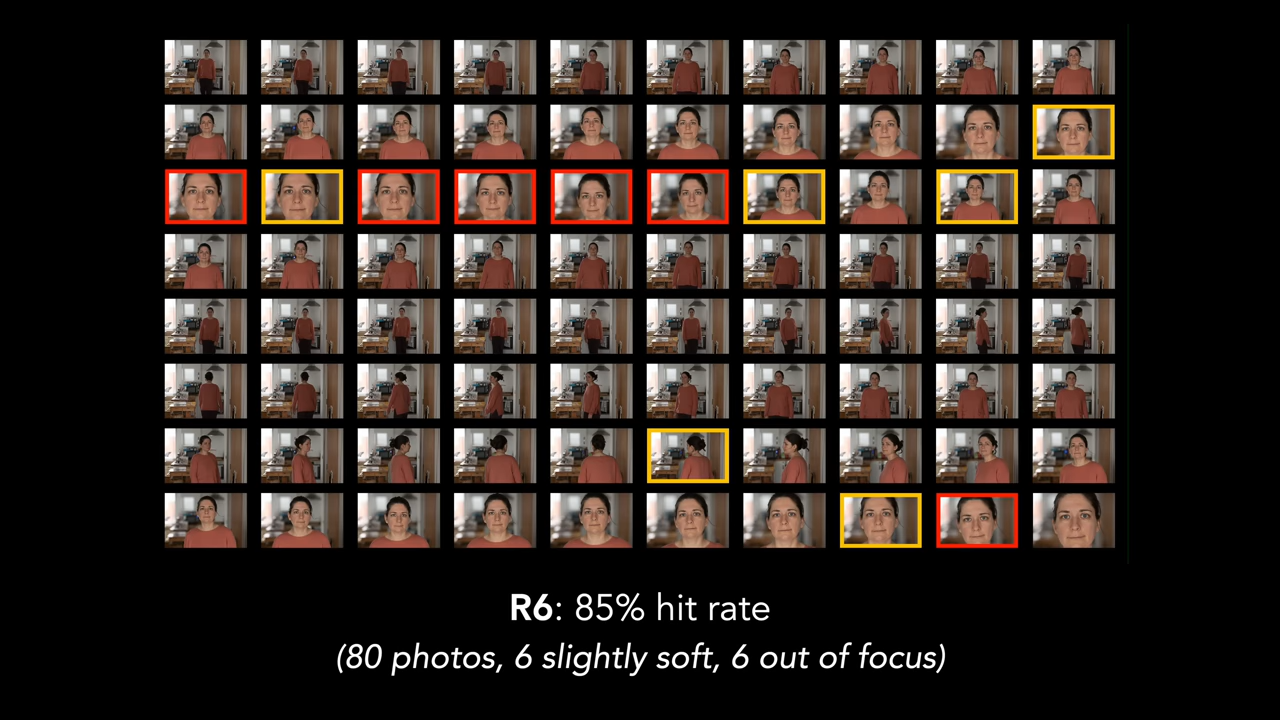 R6: 85% hit rate
(80 photos, 6 slightly soft, 6 out of focus)